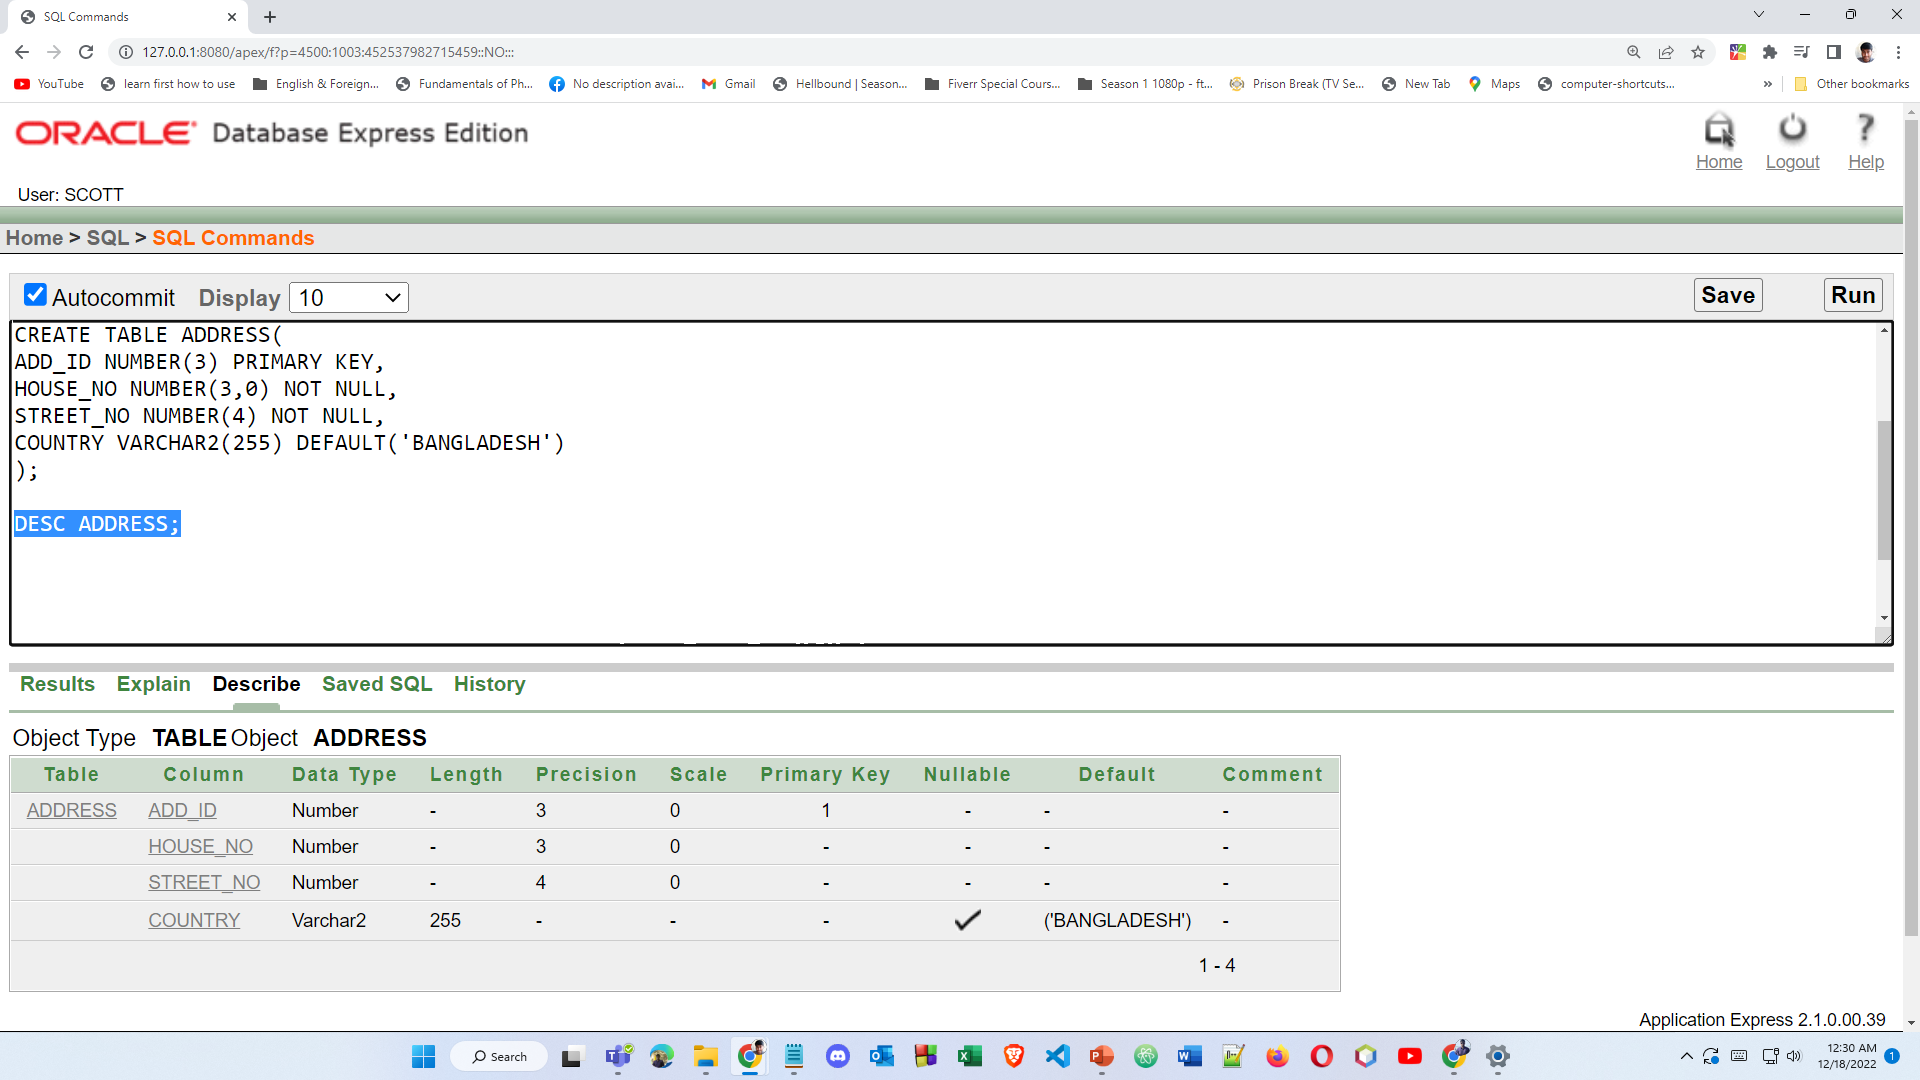 SQL Commands
127.0.0.1:8080/apex/f?p=4500:1003:452537982715459::NO:::
YouTube learn first how to use English & Foreign... Fundamentals of Ph... No description avai... Gmail Hellbound | Season... Fiverr Special Cours... Season 1 1080p - ft... Prison Break (TV Se... New Tab Maps computer-shortcuts... » Other bookmarks
ORACLE Database Express Edition
Home Logout ? Help
User: SCOTT
Home > SQL > SQL Commands
Autocommit Display 10 Save Run
CREATE TABLE ADDRESS(
ADD_ID NUMBER(3) PRIMARY KEY,
HOUSE_NO NUMBER(3,0) NOT NULL,
STREET_NO NUMBER(4) NOT NULL,
COUNTRY VARCHAR2(255) DEFAULT('BANGLADESH')
);
DESC ADDRESS;
Results Explain Describe Saved SQL History
Object Type TABLE Object ADDRESS
Table Column Data Type Length Precision Scale Primary Key Nullable Default Comment
ADDRESS ADD_ID Number - 3 0 1 - - -
HOUSE_NO Number - 3 0 - - - -
STREET_NO Number - 4 0 - - - -
COUNTRY Varchar2 255 - - - ('BANGLADESH') -
1 - 4
Application Express 2.1.0.00.39
Search
12:30 AM
12/18/2022
1